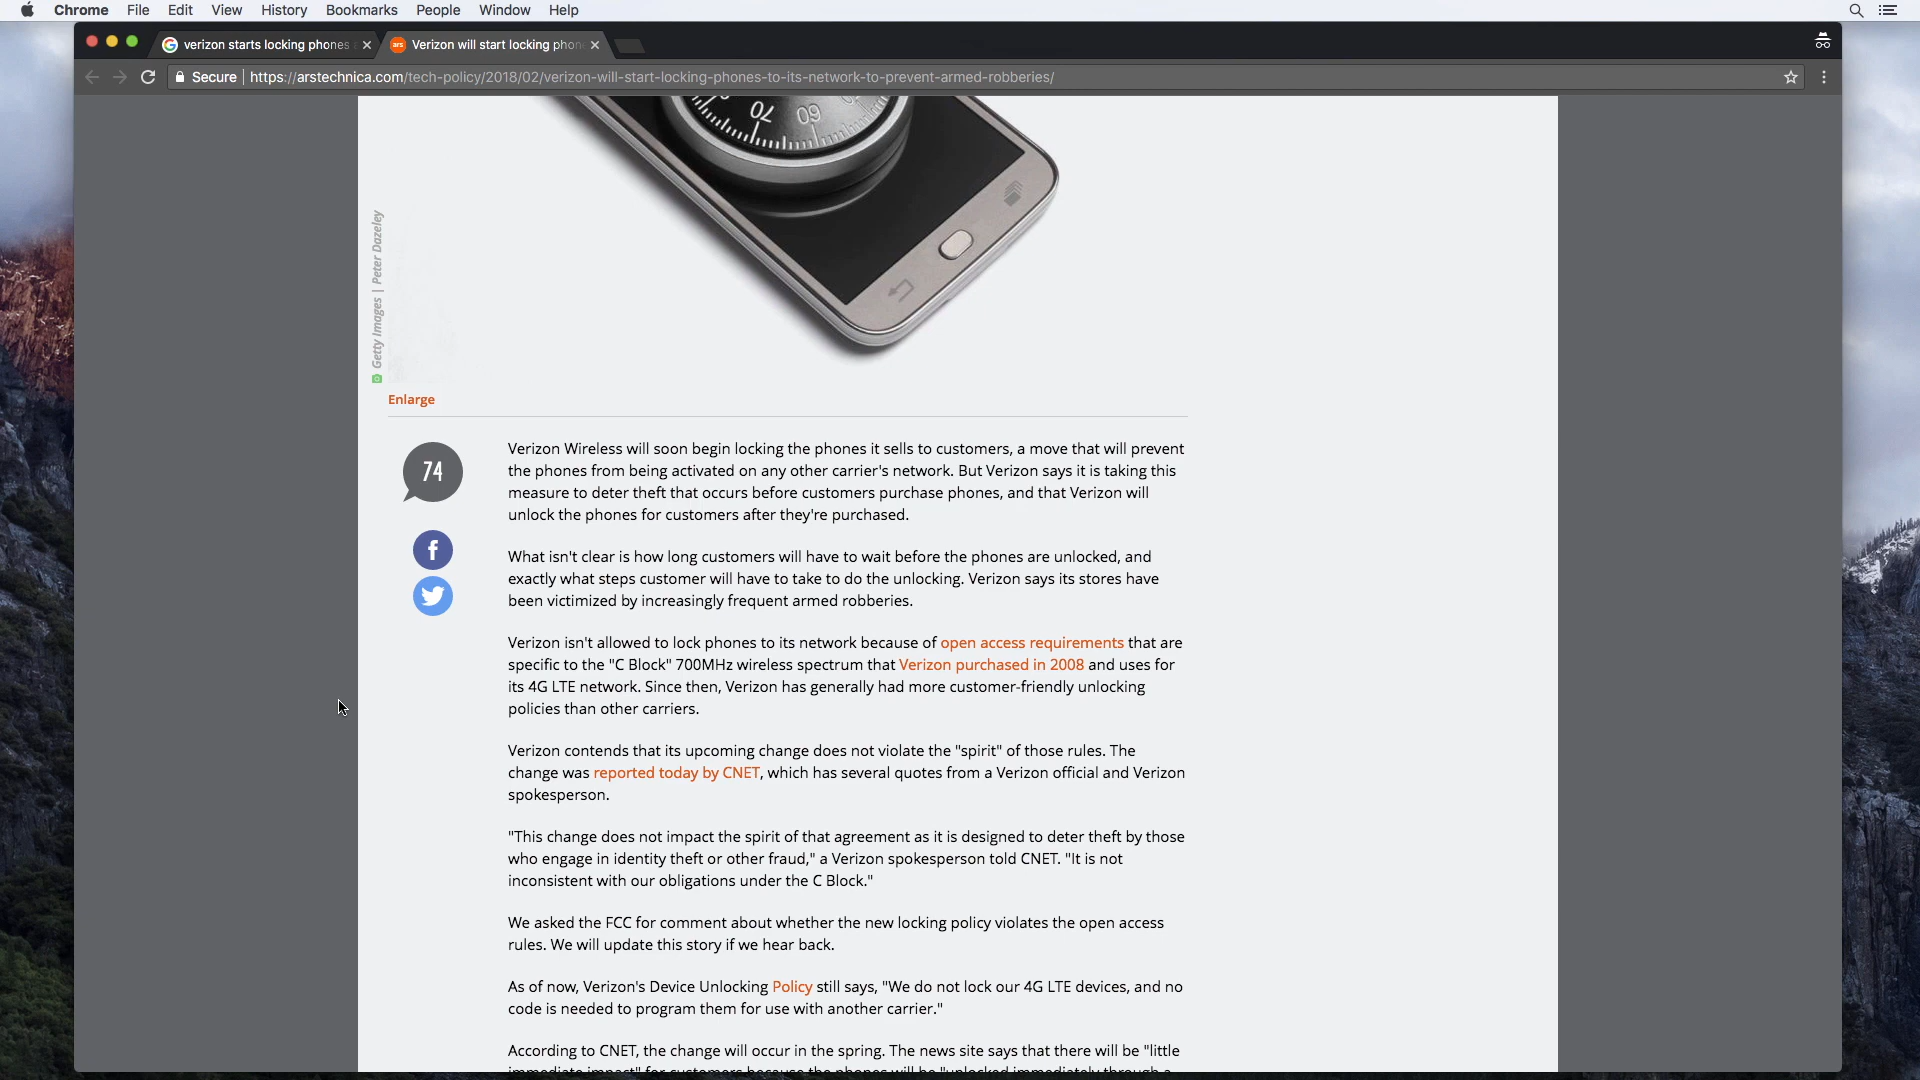 Chrome File Edit View History Bookmarks People Window Help
verizon starts locking phones
ars Verizon will start locking phon
Secure https://arstechnica.com/tech-policy/2018/02/verizon-will-start-locking-phones-to-its-network-to-prevent-armed-robberies/
70 60
Getty Images | Peter Dazeley
Enlarge
74
Verizon Wireless will soon begin locking the phones it sells to customers, a move that will prevent
the phones from being activated on any other carrier's network. But Verizon says it is taking this
measure to deter theft that occurs before customers purchase phones, and that Verizon will
unlock the phones for customers after they're purchased.
What isn't clear is how long customers will have to wait before the phones are unlocked, and
exactly what steps customer will have to take to do the unlocking. Verizon says its stores have
been victimized by increasingly frequent armed robberies.
Verizon isn't allowed to lock phones to its network because of open access requirements that are
specific to the "C Block" 700MHz wireless spectrum that Verizon purchased in 2008 and uses for
its 4G LTE network. Since then, Verizon has generally had more customer-friendly unlocking
policies than other carriers.
Verizon contends that its upcoming change does not violate the "spirit" of those rules. The
change was reported today by CNET, which has several quotes from a Verizon official and Verizon
spokesperson.
"This change does not impact the spirit of that agreement as it is designed to deter theft by those
who engage in identity theft or other fraud," a Verizon spokesperson told CNET. "It is not
inconsistent with our obligations under the C Block."
We asked the FCC for comment about whether the new locking policy violates the open access
rules. We will update this story if we hear back.
As of now, Verizon's Device Unlocking Policy still says, "We do not lock our 4G LTE devices, and no
code is needed to program them for use with another carrier."
According to CNET, the change will occur in the spring. The news site says that there will be "little
immediate impact" for customers because the phones will be "unlocked immediately through a